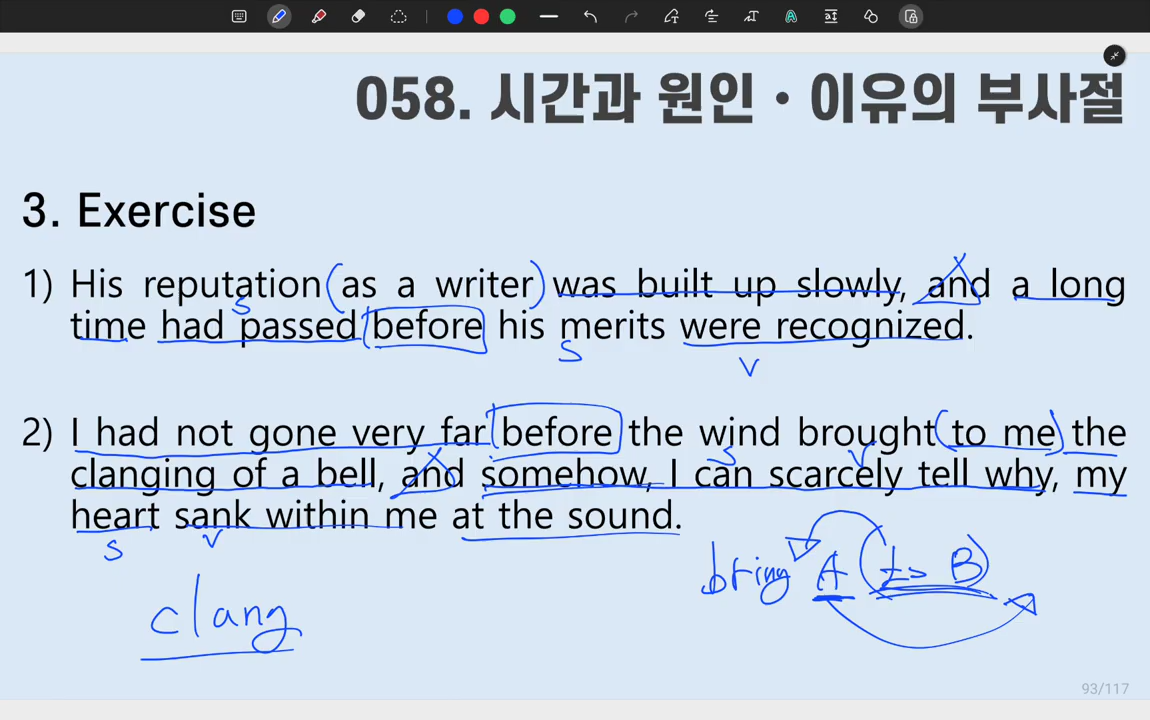 058. 시간과 원인・이유의 부사절
3. Exercise
1) His reputation (as a writer) was built up slowly, and a long
time had passed before his merits were recognized.
S
S
V
2) I had not gone very far before the wind brought (to me) the
clanging of a bell, and somehow, I can scarcely tell why, my
S
V
heart sank within me at the sound.
S
V
bring A (to B)
clang
93/117